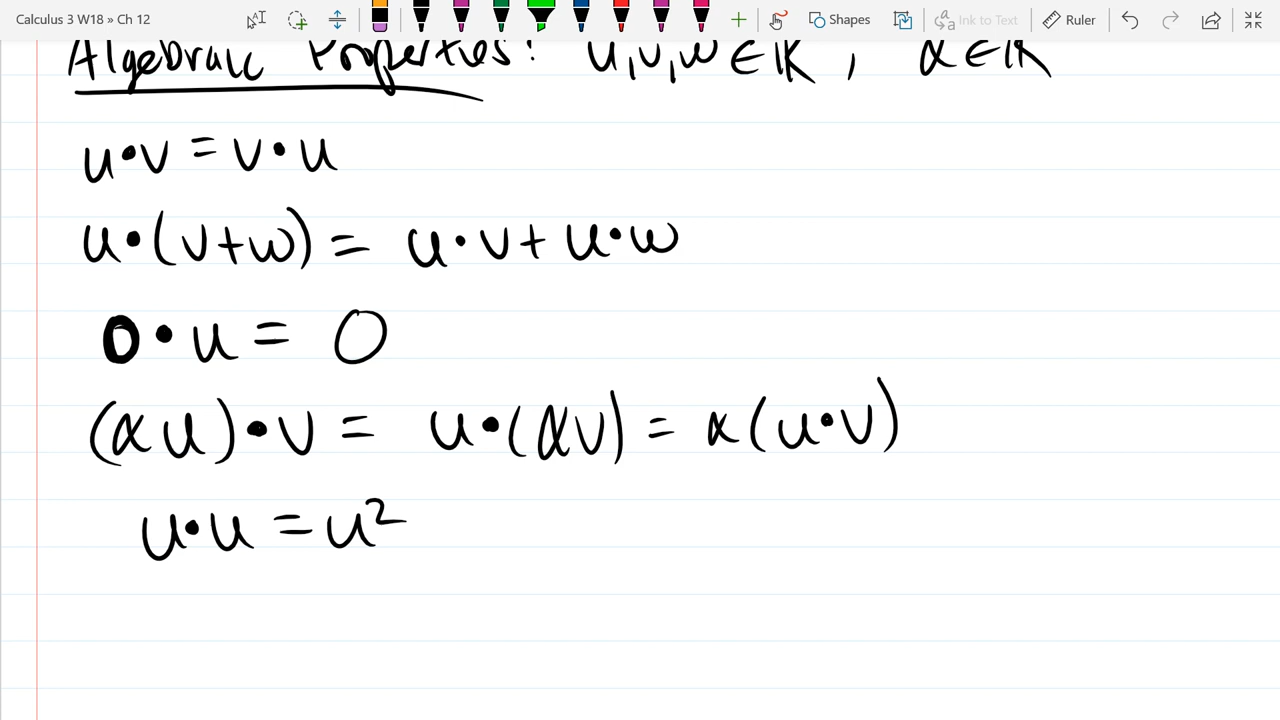 Calculus 3 W18 » Ch 12
Shapes
Ink to Text
Ruler
Algebraic Properties: u,v,w ∈ ℝ, α ∈ ℝ
u•v = v•u
u•(v+w) = u•v + u•w
0•u = 0
(αu)•v = u•(αv) = α(u•v)
u•u = u²